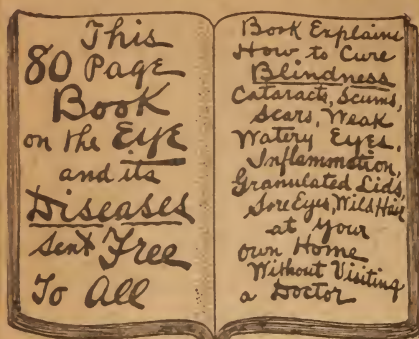 This
80 Page
Book
on the Eye
and its
Diseases
sent Free
To All
Book Explains
How to Cure
Blindness
Cataracts, Scums,
Scars, Weak
Watery Eyes,
Inflammation,
Granulated Lids,
Sore Eyes, Wild Hair
at your
own Home
Without Visiting
a Doctor